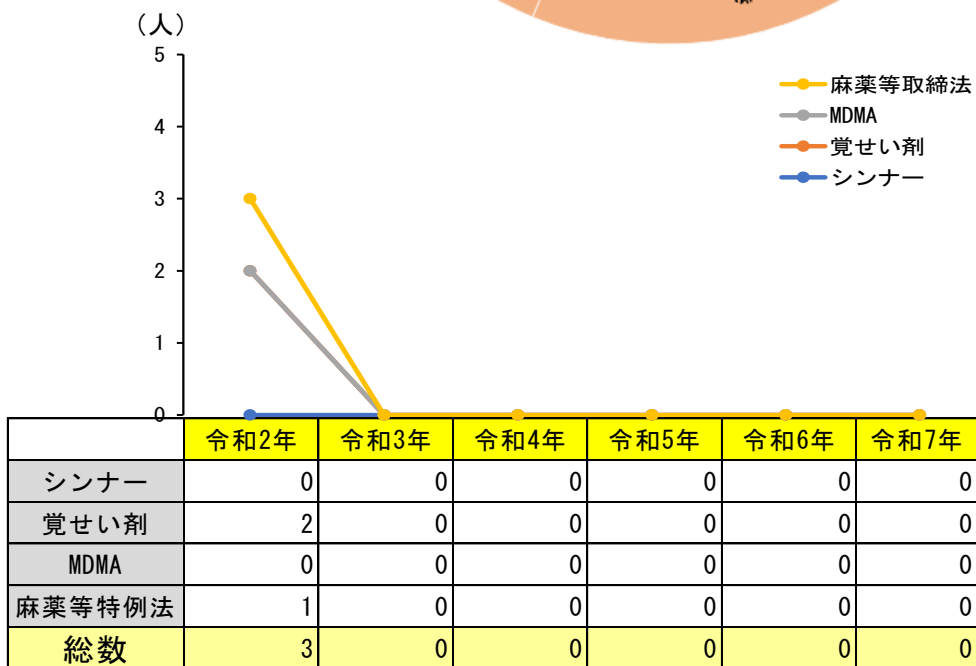 （人）
5
4
3
2
1
0
麻薬等取締法
MDMA
覚せい剤
シンナー
令和2年 令和3年 令和4年 令和5年 令和6年 令和7年
シンナー 0 0 0 0 0 0
覚せい剤 2 0 0 0 0 0
MDMA 0 0 0 0 0 0
麻薬等特例法 1 0 0 0 0 0
総数 3 0 0 0 0 0